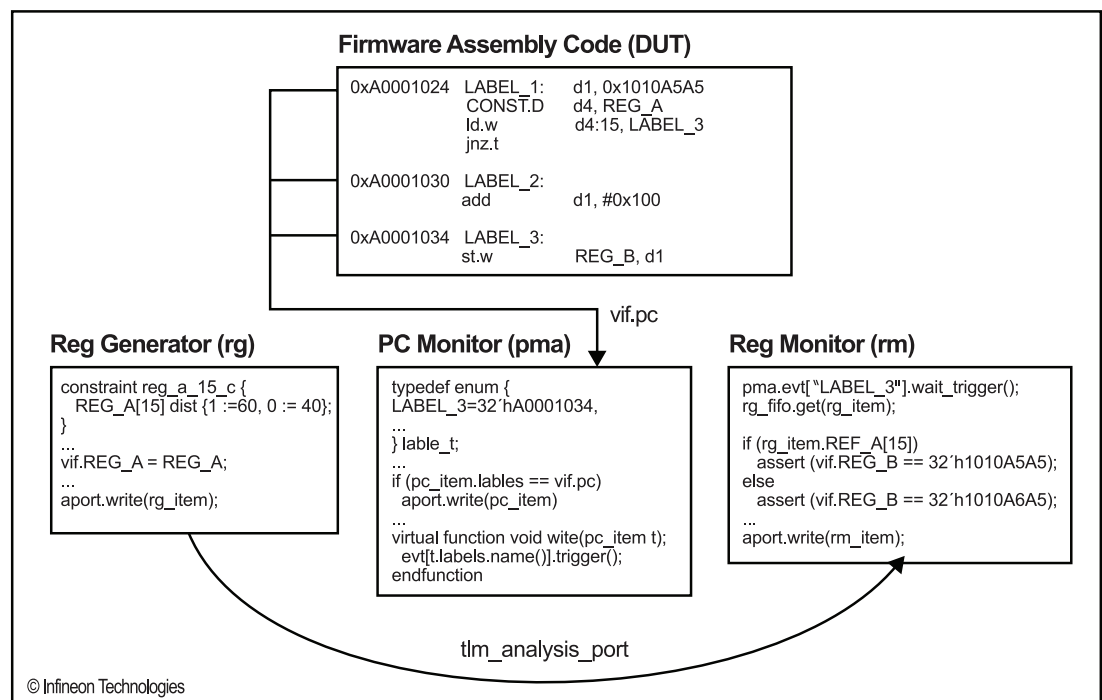 Firmware Assembly Code (DUT)
0xA0001024 LABEL_1: d1, 0x1010A5A5
CONST.D d4, REG_A
ld.w d4:15, LABEL_3
jnz.t
0xA0001030 LABEL_2:
add d1, #0x100
0xA0001034 LABEL_3:
st.w REG_B, d1
vif.pc
Reg Generator (rg)
constraint reg_a_15_c {
REG_A[15] dist {1 :=60, 0 := 40};
}
...
vif.REG_A = REG_A;
...
aport.write(rg_item);
PC Monitor (pma)
typedef enum {
LABEL_3=32´hA0001034,
...
} lable_t;
...
if (pc_item.lables == vif.pc)
aport.write(pc_item)
...
virtual function void wite(pc_item t);
evt[t.labels.name()].trigger();
endfunction
Reg Monitor (rm)
pma.evt[“LABEL_3"].wait_trigger();
rg_fifo.get(rg_item);
if (rg_item.REF_A[15])
assert (vif.REG_B == 32´h1010A5A5);
else
assert (vif.REG_B == 32´h1010A6A5);
...
aport.write(rm_item);
tlm_analysis_port
© Infineon Technologies